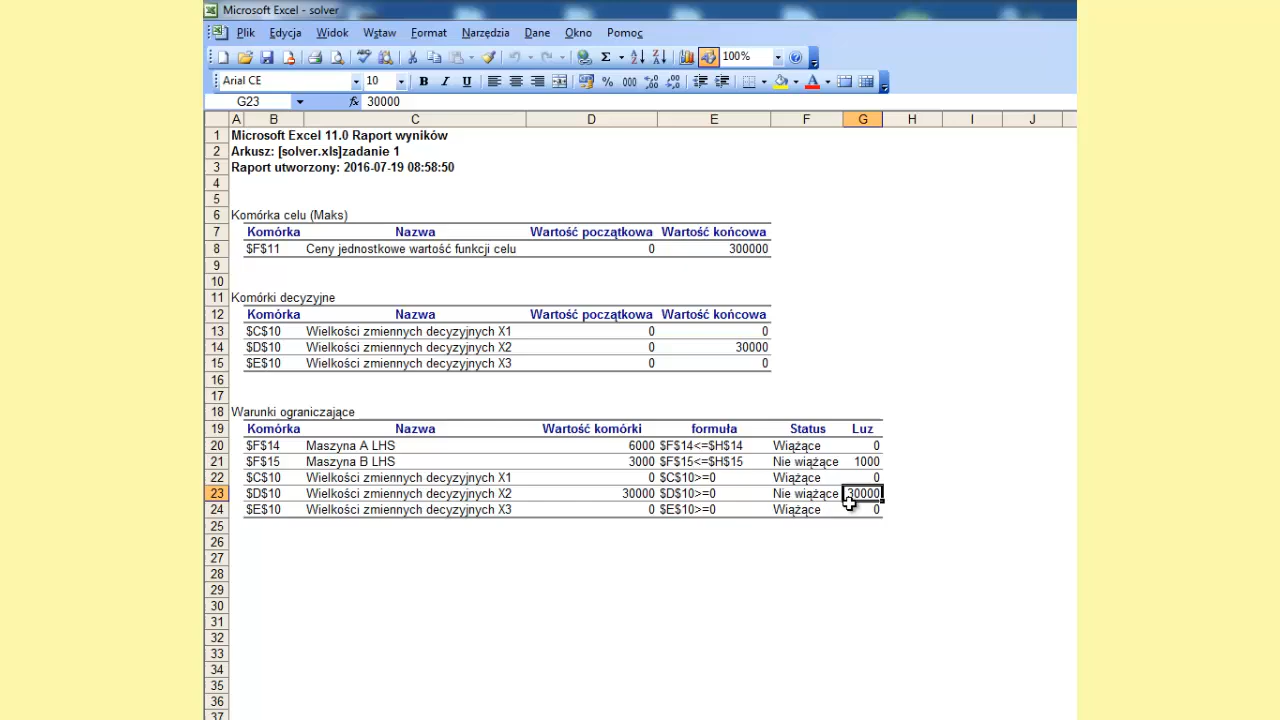 Microsoft Excel - solver
Plik Edycja Widok Wstaw Format Narzędzia Dane Okno Pomoc
100%
Arial CE 10 B I U % 000
G23 fx 30000
A B C D E F G H I J
1 Microsoft Excel 11.0 Raport wyników
2 Arkusz: [solver.xls]zadanie 1
3 Raport utworzony: 2016-07-19 08:58:50
4
5
6 Komórka celu (Maks)
7 Komórka Nazwa Wartość początkowa Wartość końcowa
8 $F$11 Ceny jednostkowe wartość funkcji celu 0 300000
9
10
11 Komórki decyzyjne
12 Komórka Nazwa Wartość początkowa Wartość końcowa
13 $C$10 Wielkości zmiennych decyzyjnych X1 0 0
14 $D$10 Wielkości zmiennych decyzyjnych X2 0 30000
15 $E$10 Wielkości zmiennych decyzyjnych X3 0 0
16
17
18 Warunki ograniczające
19 Komórka Nazwa Wartość komórki formuła Status Luz
20 $F$14 Maszyna A LHS 6000 $F$14<=$H$14 Wiążące 0
21 $F$15 Maszyna B LHS 3000 $F$15<=$H$15 Nie wiążące 1000
22 $C$10 Wielkości zmiennych decyzyjnych X1 0 $C$10>=0 Wiążące 0
23 $D$10 Wielkości zmiennych decyzyjnych X2 30000 $D$10>=0 Nie wiążące 30000
24 $E$10 Wielkości zmiennych decyzyjnych X3 0 $E$10>=0 Wiążące 0
25
26
27
28
29
30
31
32
33
34
35
36
37